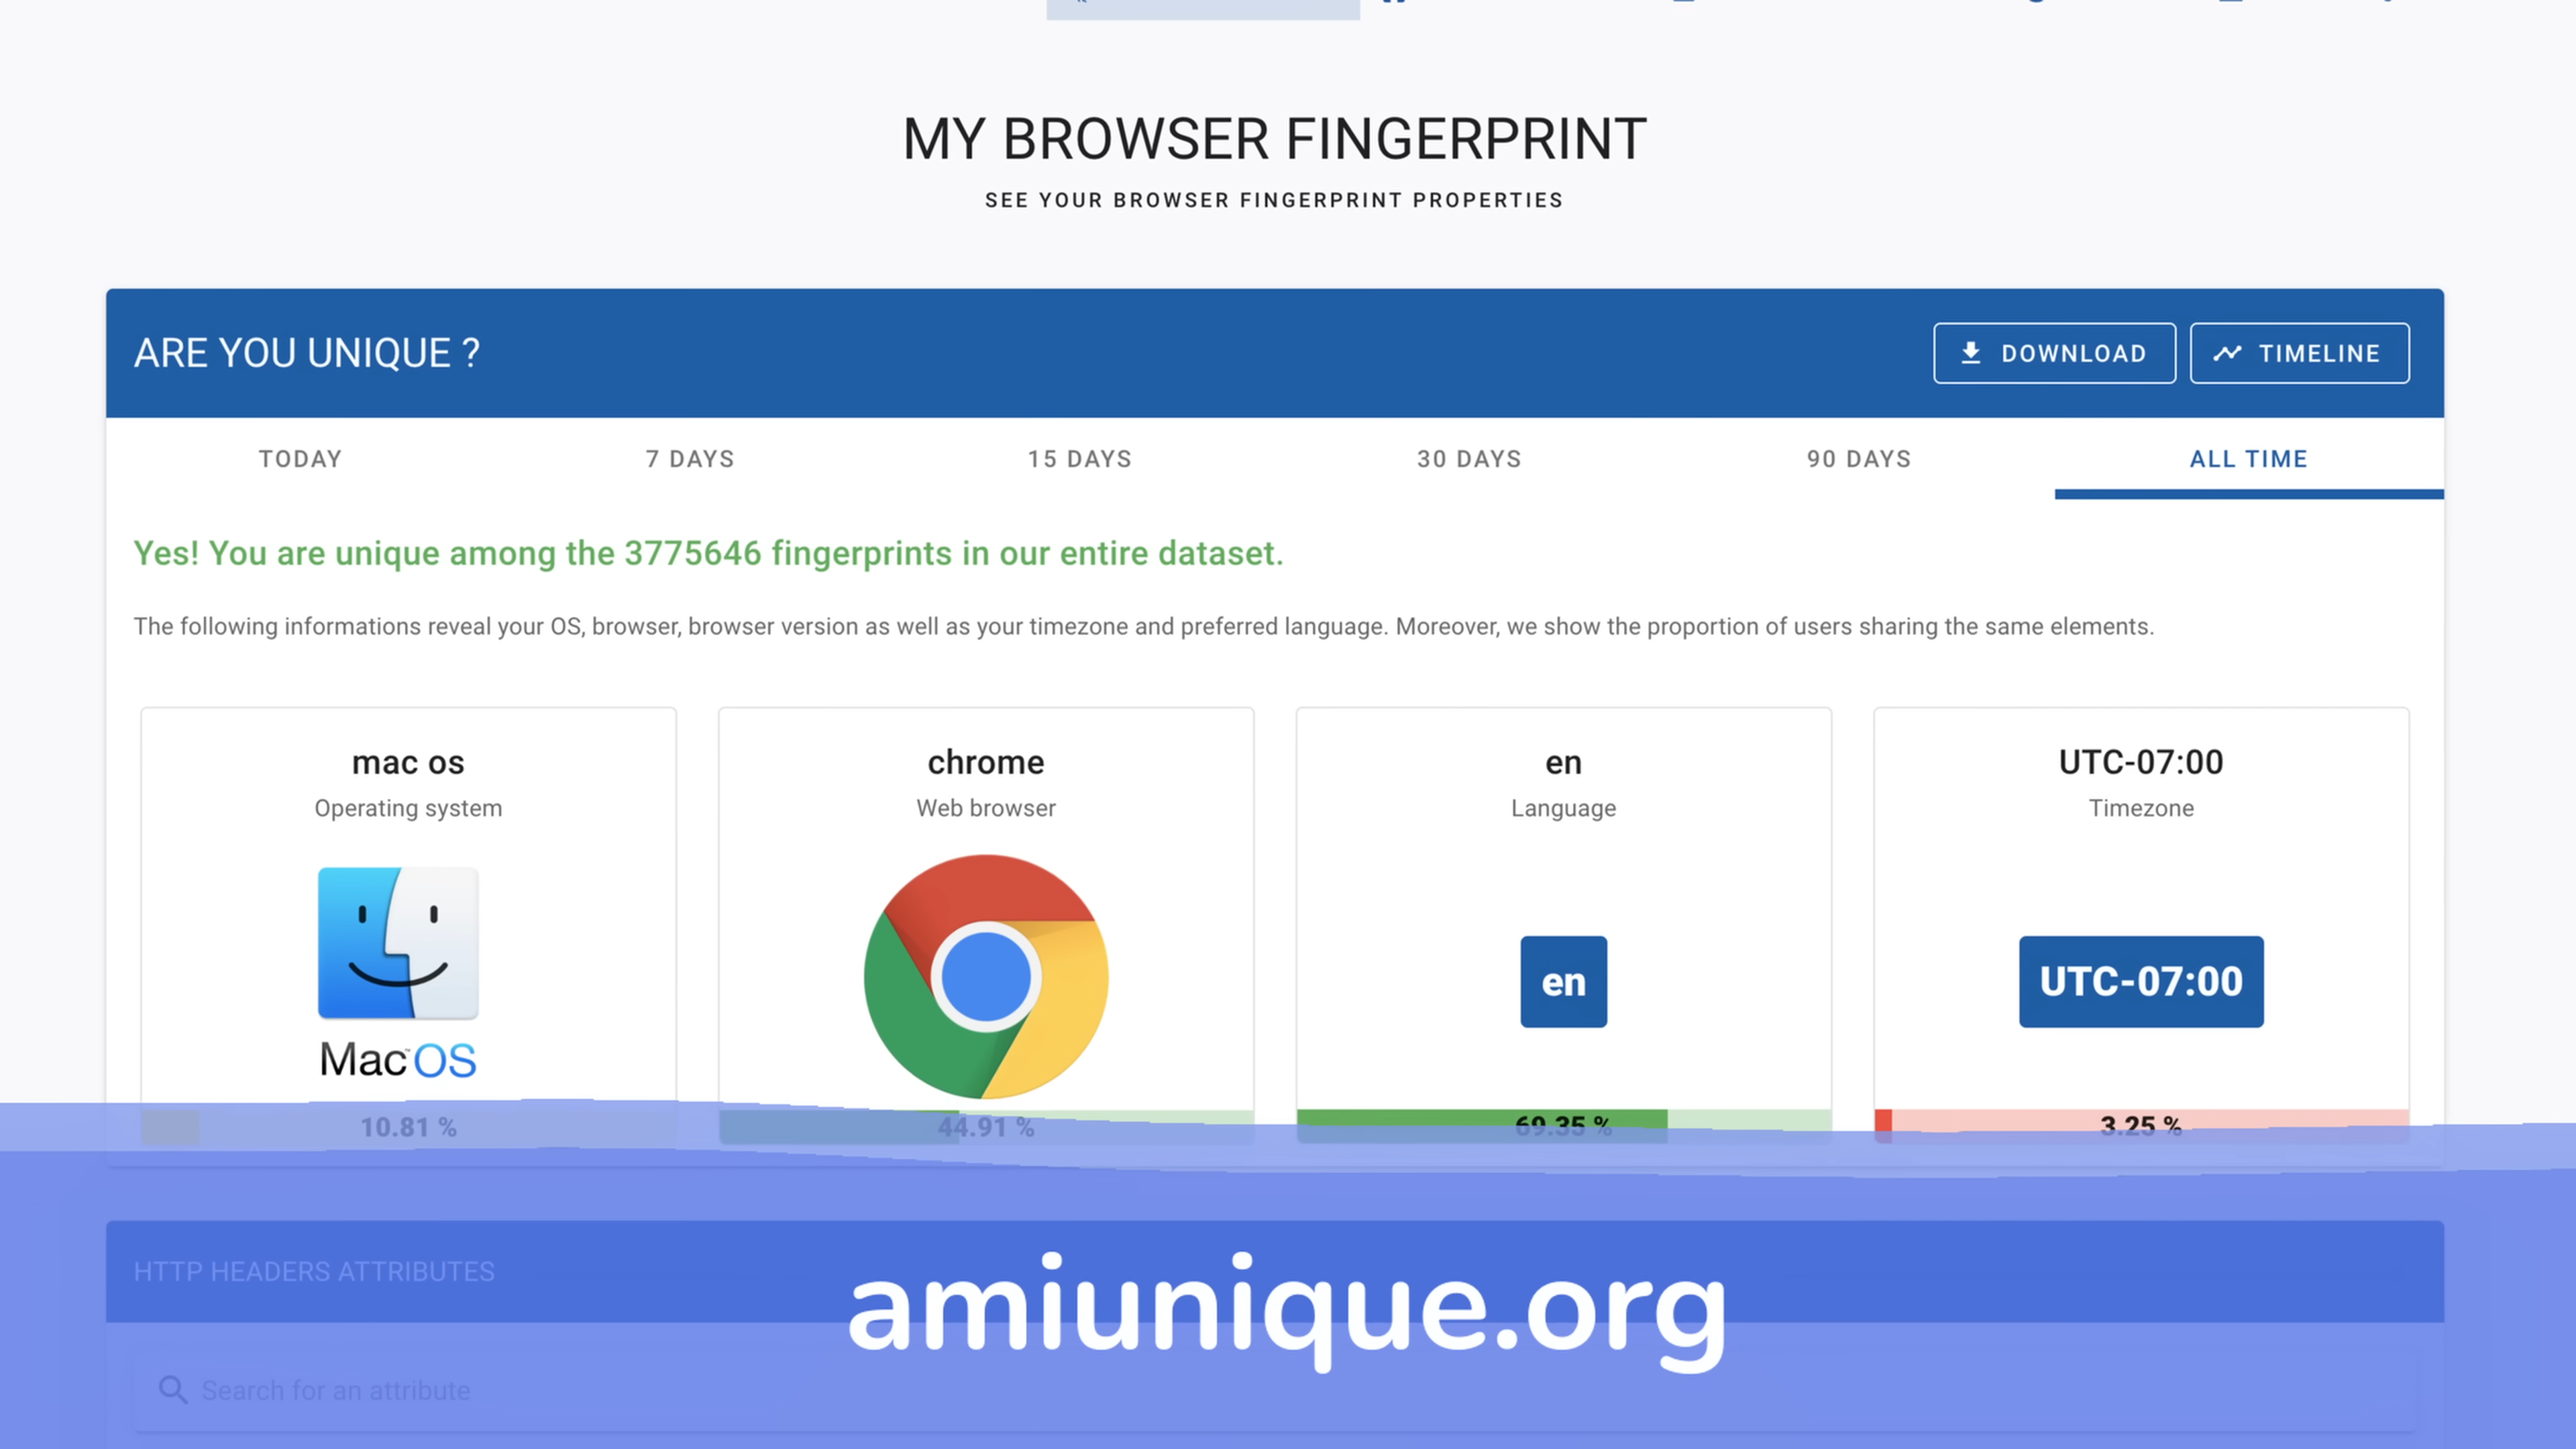 MY BROWSER FINGERPRINT
SEE YOUR BROWSER FINGERPRINT PROPERTIES
ARE YOU UNIQUE ?
DOWNLOAD
TIMELINE
TODAY
7 DAYS
15 DAYS
30 DAYS
90 DAYS
ALL TIME
Yes! You are unique among the 3775646 fingerprints in our entire dataset.
The following informations reveal your OS, browser, browser version as well as your timezone and preferred language. Moreover, we show the proportion of users sharing the same elements.
mac os
Operating system
Mac OS
10.81 %
chrome
Web browser
44.91 %
en
Language
en
69.35 %
UTC-07:00
Timezone
UTC-07:00
3.25 %
HTTP HEADERS ATTRIBUTES
amiunique.org
Search for an attribute